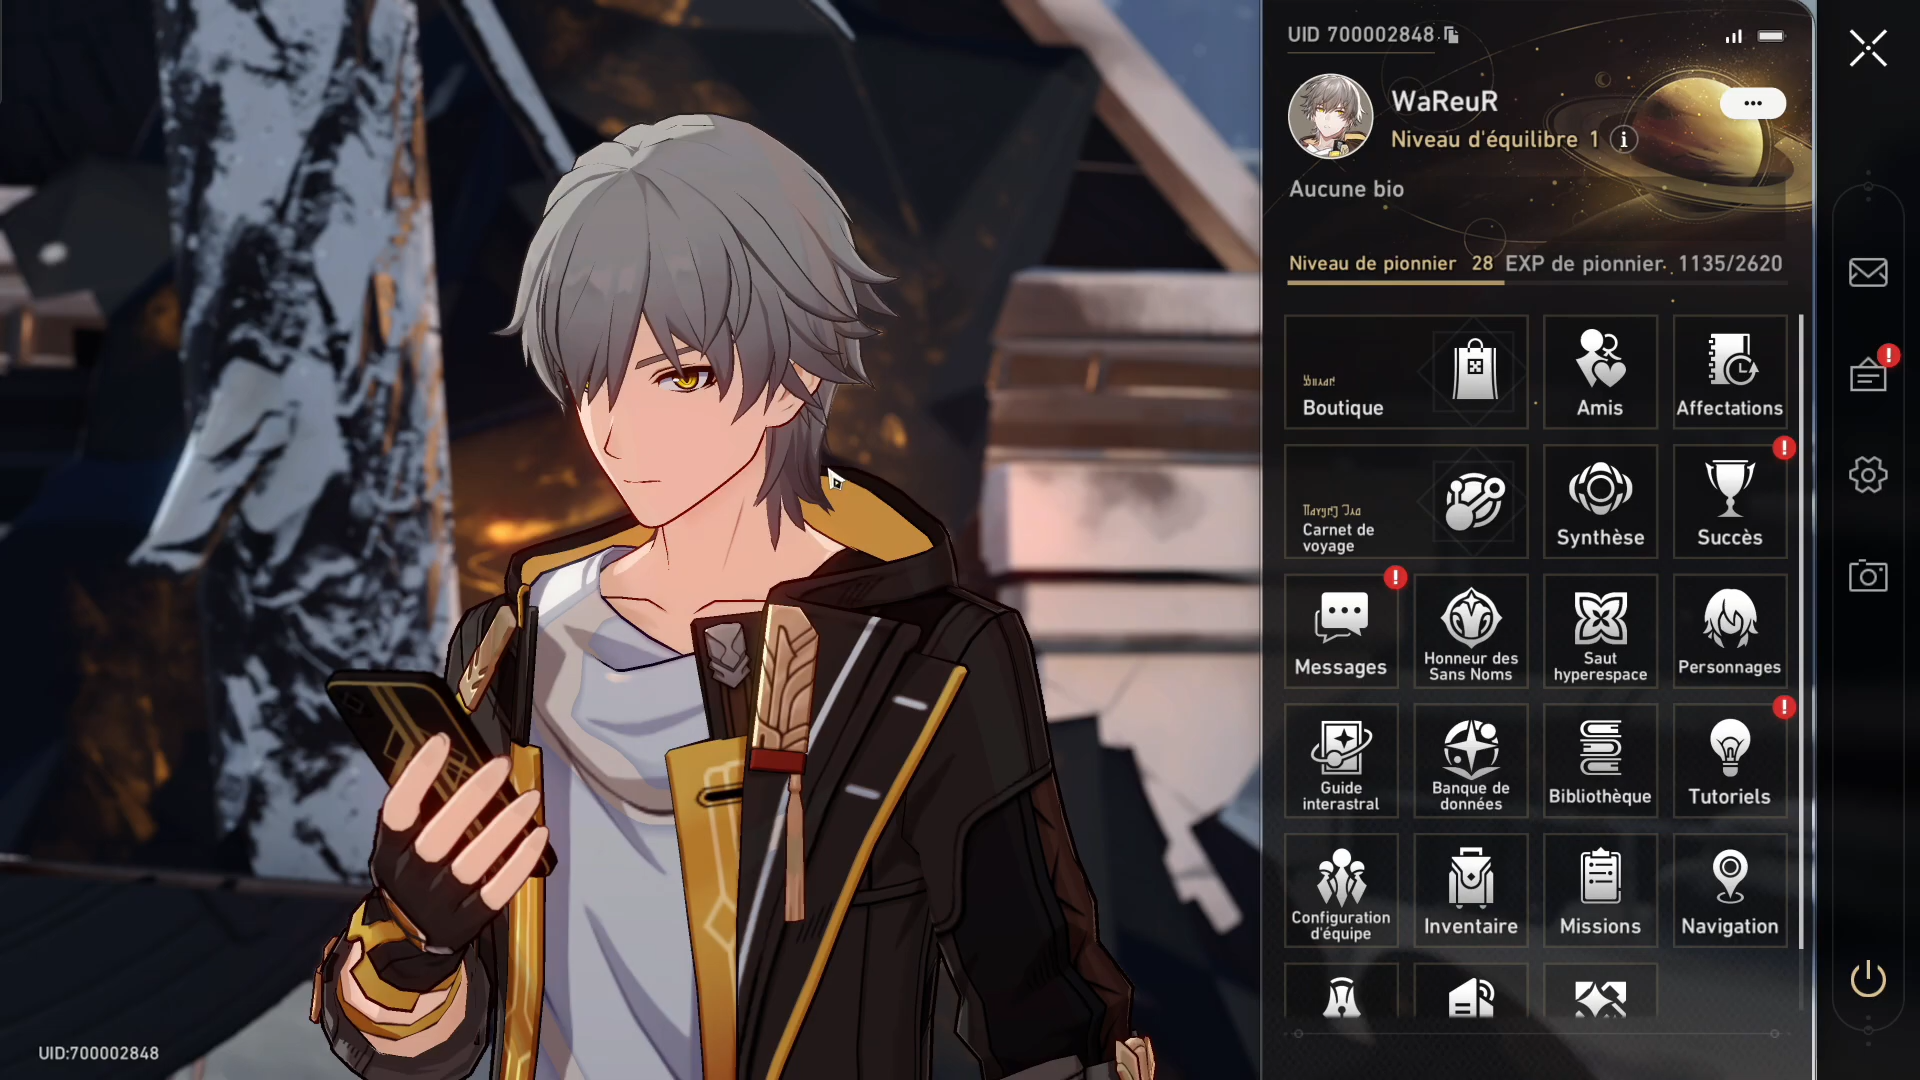 UID 700002848
WaReuR
Niveau d'équilibre 1
Aucune bio
Niveau de pionnier 28 EXP de pionnier 1135/2620
Boutique
Amis
Affectations
Carnet de
voyage
Synthèse
Succès
Messages
Honneur des
Sans Noms
Saut
hyperespace
Personnages
Guide
interastral
Banque de
données
Bibliothèque
Tutoriels
Configuration
d'équipe
Inventaire
Missions
Navigation
UID:700002848